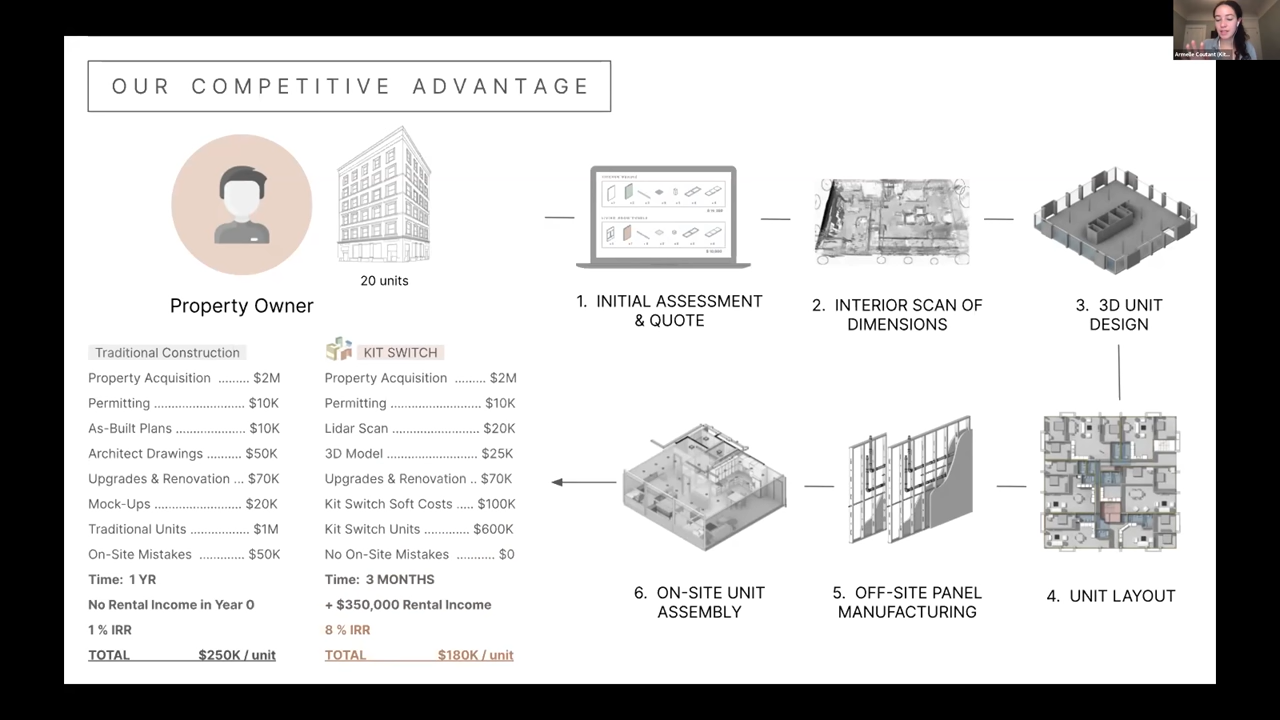 Armelle Coutant (Kit...
OUR COMPETITIVE ADVANTAGE
20 units
Property Owner
1. INITIAL ASSESSMENT
& QUOTE
2. INTERIOR SCAN OF
DIMENSIONS
3. 3D UNIT
DESIGN
Traditional Construction
Property Acquisition ......... $2M
Permitting .......................... $10K
As-Built Plans .................... $10K
Architect Drawings ............ $50K
Upgrades & Renovation ... $70K
Mock-Ups .......................... $20K
Traditional Units ................. $1M
On-Site Mistakes ............. $50K
Time: 1 YR
No Rental Income in Year 0
1 % IRR
TOTAL $250K / unit
KIT SWITCH
Property Acquisition ......... $2M
Permitting .......................... $10K
Lidar Scan .......................... $20K
3D Model ........................... $25K
Upgrades & Renovation .. $70K
Kit Switch Soft Costs ..... $100K
Kit Switch Units ............ $600K
No On-Site Mistakes ........... $0
Time: 3 MONTHS
+ $350,000 Rental Income
8 % IRR
TOTAL $180K / unit
6. ON-SITE UNIT
ASSEMBLY
5. OFF-SITE PANEL
MANUFACTURING
4. UNIT LAYOUT